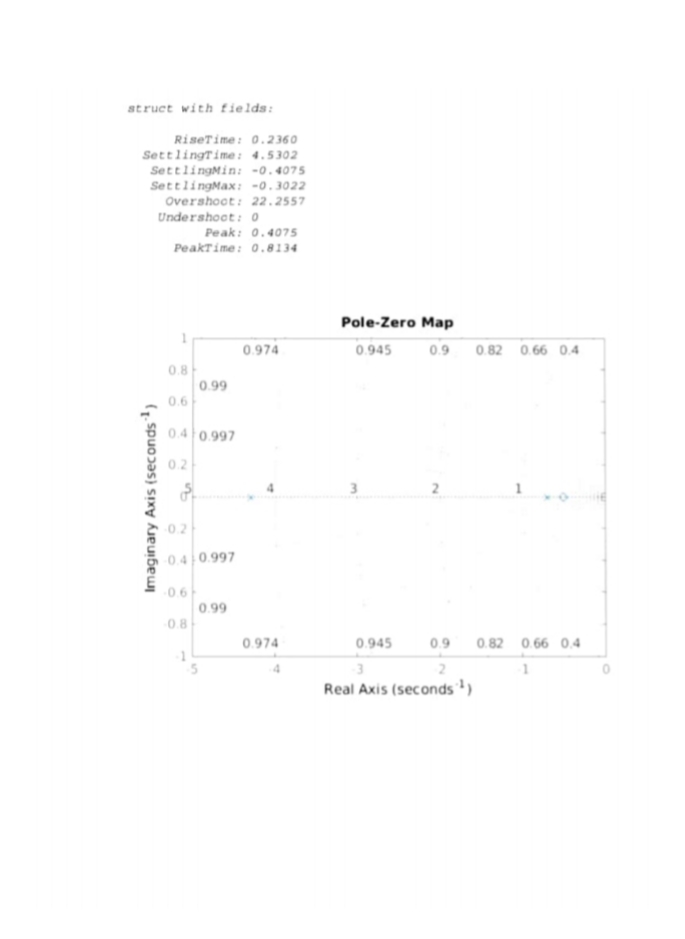 struct with fields:
RiseTime: 0.2360
SettlingTime: 4.5302
SettlingMin: -0.4075
SettlingMax: -0.3022
Overshoot: 22.2557
Undershoot: 0
Peak: 0.4075
PeakTime: 0.8134
Pole-Zero Map
1
0.974 0.945 0.9 0.82 0.66 0.4
0.8
0.99
0.6
0.4 0.997
0.2
5 4 3 2 1
0
-0.2
-0.4 0.997
-0.6
0.99
-0.8
0.974 0.945 0.9 0.82 0.66 0.4
-1
-5 -4 -3 -2 -1 0
Imaginary Axis (seconds⁻¹)
Real Axis (seconds⁻¹)